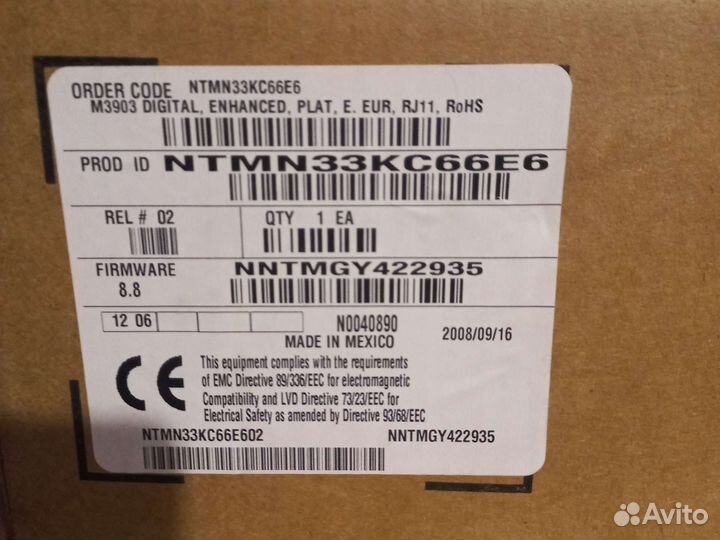 ORDER CODE NTMN33KC66E6
M3903 DIGITAL, ENHANCED, PLAT, E. EUR, RJ11, RoHS
PROD ID NTMN33KC66E6
REL # 02
QTY 1 EA
FIRMWARE
8.8
NNTMGY422935
12 06
N0040890
MADE IN MEXICO
2008/09/16
CE
This equipment complies with the requirements
of EMC Directive 89/336/EEC for electromagnetic
Compatibility and LVD Directive 73/23/EEC for
Electrical Safety as amended by Directive 93/68/EEC
NTMN33KC66E602
NNTMGY422935
Avito